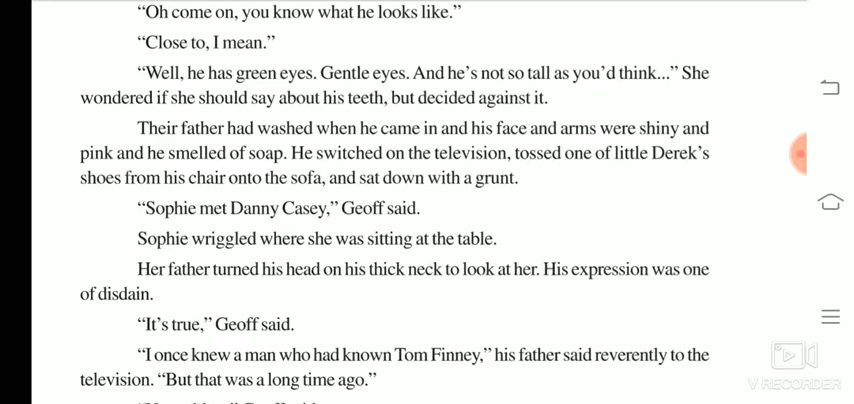 “Oh come on, you know what he looks like.”
“Close to, I mean.”
“Well, he has green eyes. Gentle eyes. And he’s not so tall as you’d think...” She
wondered if she should say about his teeth, but decided against it.
Their father had washed when he came in and his face and arms were shiny and
pink and he smelled of soap. He switched on the television, tossed one of little Derek’s
shoes from his chair onto the sofa, and sat down with a grunt.
“Sophie met Danny Casey,” Geoff said.
Sophie wriggled where she was sitting at the table.
Her father turned his head on his thick neck to look at her. His expression was one
of disdain.
“It’s true,” Geoff said.
“I once knew a man who had known Tom Finney,” his father said reverently to the
television. “But that was a long time ago.”
V RECORDER